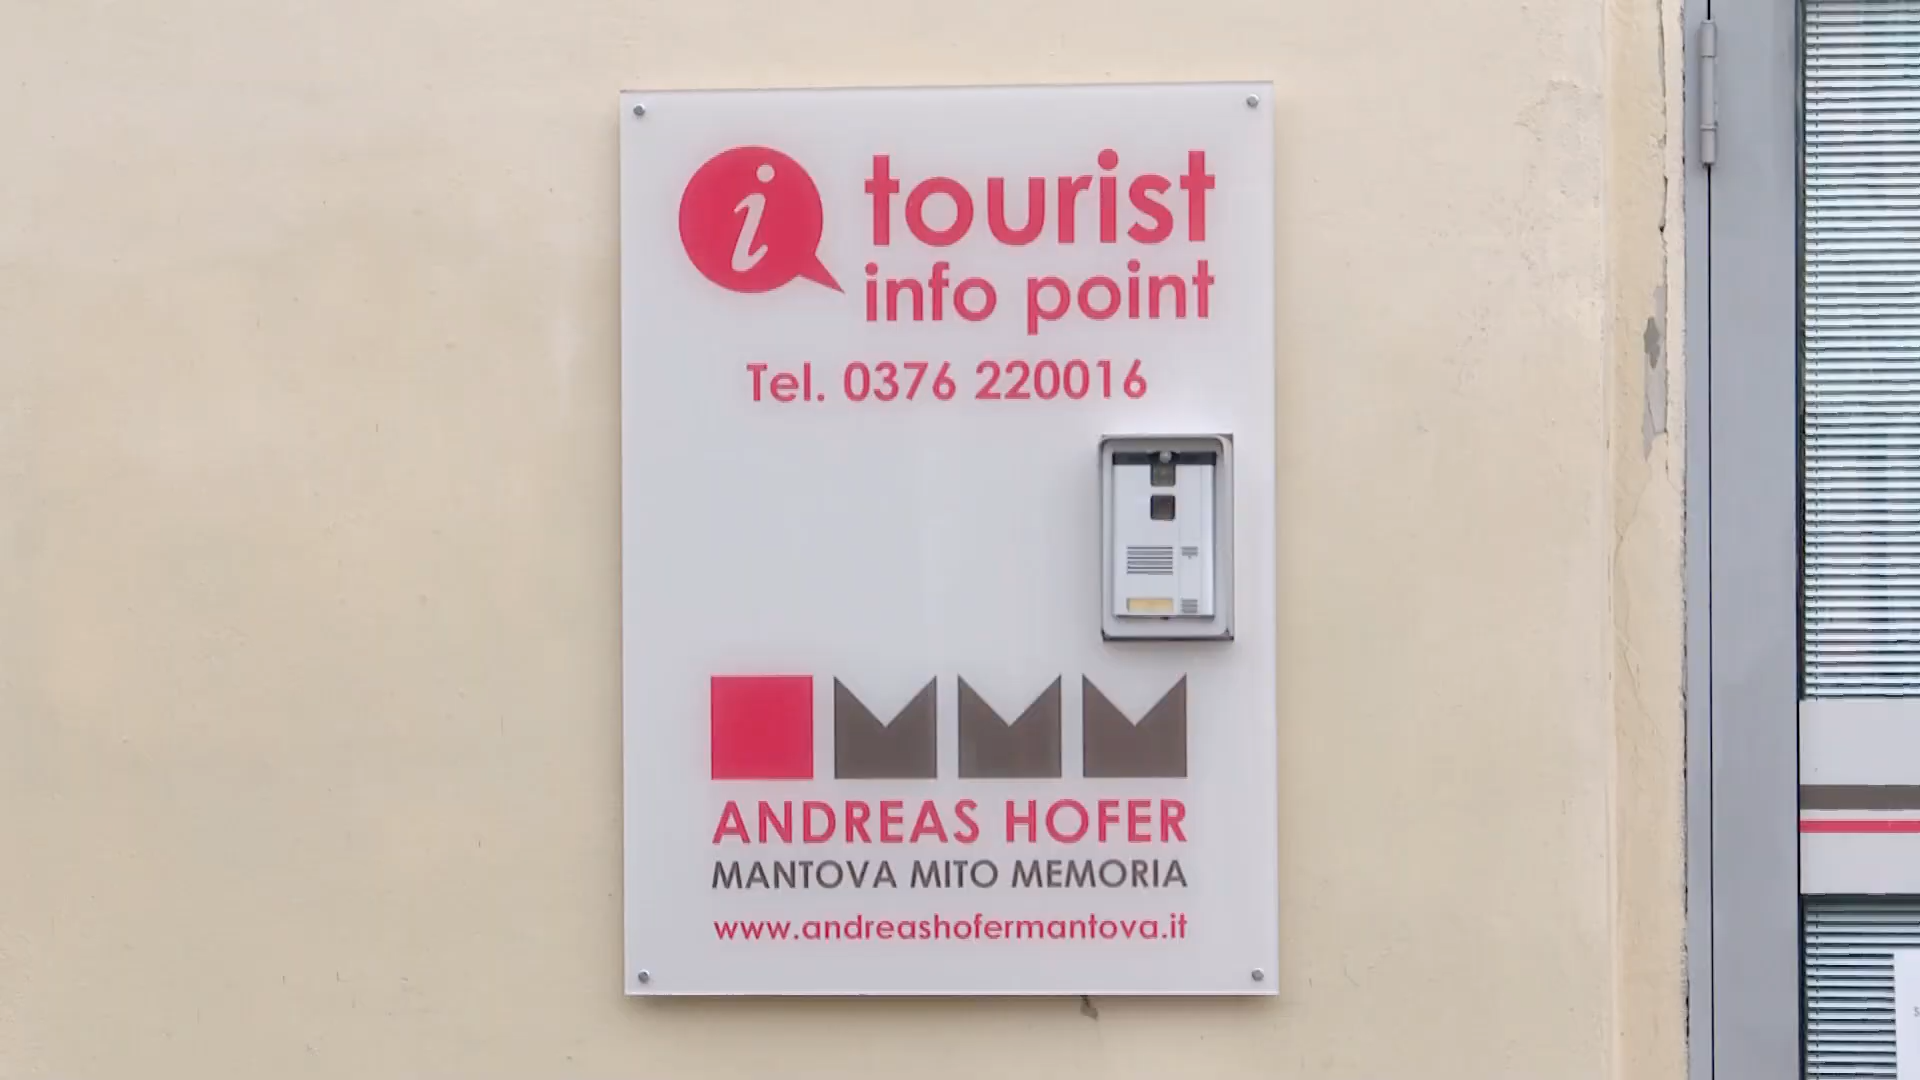 i tourist
info point
Tel. 0376 220016
ANDREAS HOFER
MANTOVA MITO MEMORIA
www.andreashofermantova.it